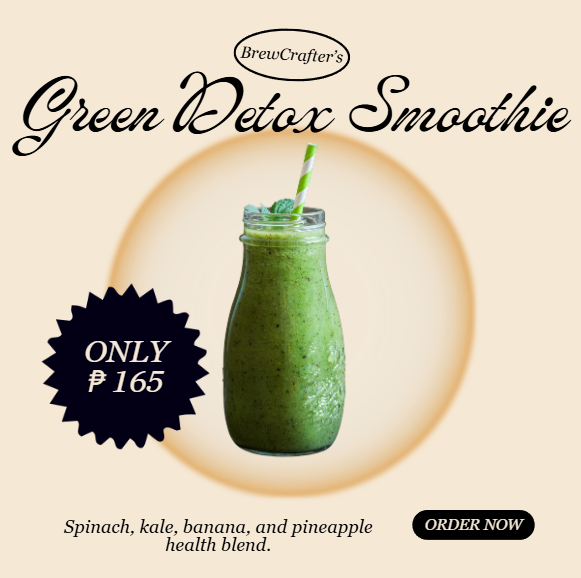 BrewCrafter's
Green Detox Smoothie
ONLY
₱ 165
Spinach, kale, banana, and pineapple
health blend.
ORDER NOW